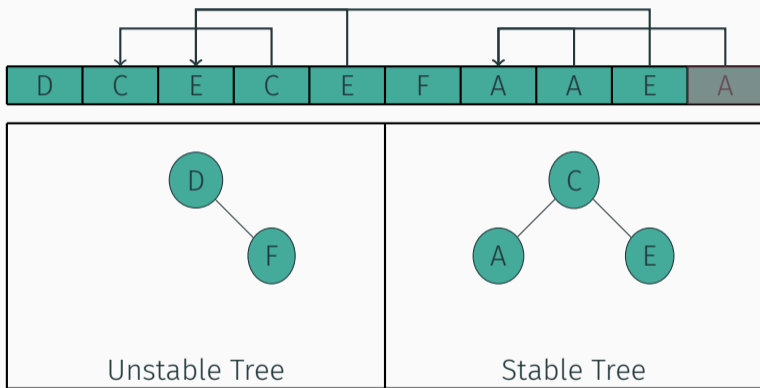 D C E C E F A A E A
D C
F A E
Unstable Tree Stable Tree